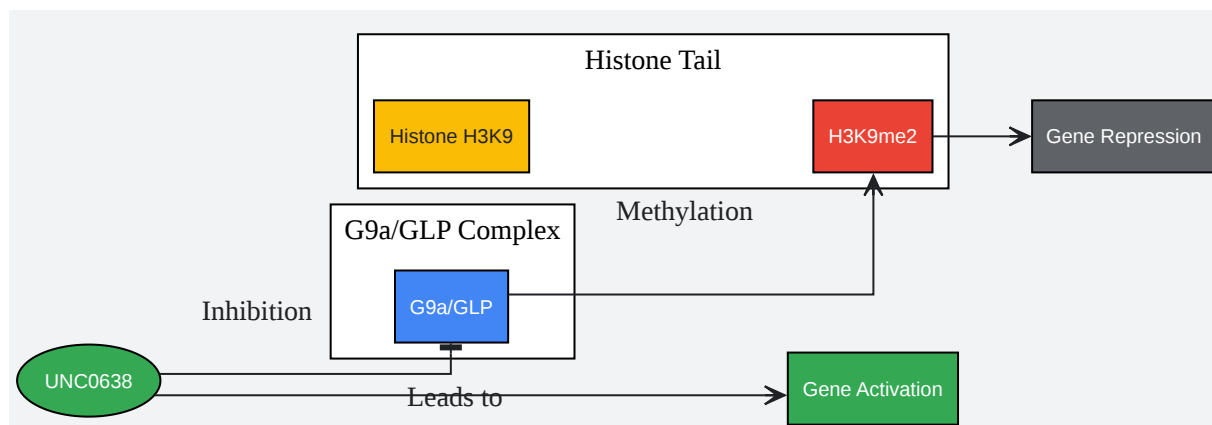 Histone Tail
Histone H3K9
H3K9me2
Gene Repression
Methylation
G9a/GLP Complex
G9a/GLP
Inhibition
UNC0638
Leads to
Gene Activation